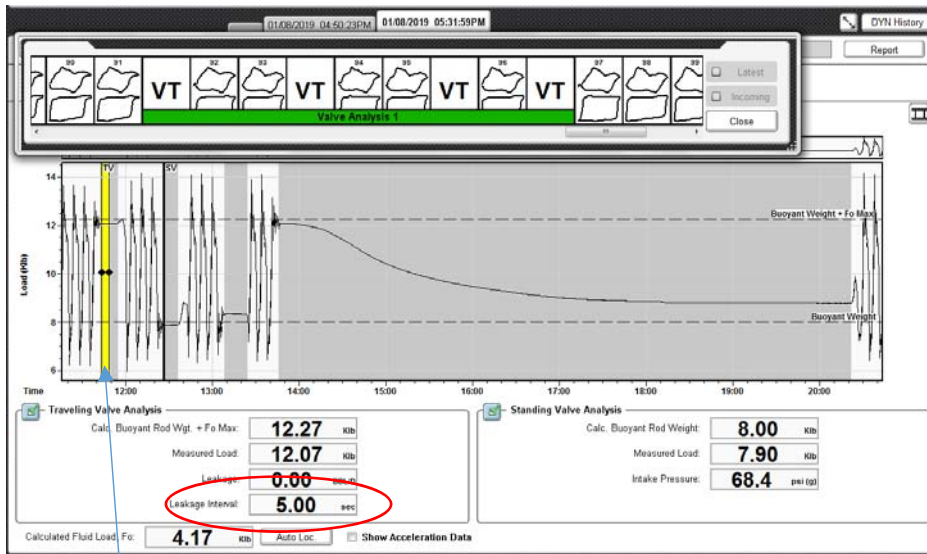 01/08/2019 04:50:23PM 01/08/2019 05:31:59PM DYN History
Report
90 91 92 93 94 95 96 97 98 99
VT VT VT VT
Valve Analysis 1
Latest
Incoming
Close
TV SV
Buoyant Weight + Fo Max
Buoyant Weight
Load (Klb)
14
12
10
8
6
Time 12:00 13:00 14:00 15:00 16:00 17:00 18:00 19:00 20:00
Traveling Valve Analysis
Calc. Buoyant Rod Wgt. + Fo Max: 12.27 Klb
Measured Load: 12.07 Klb
Leakage: 0.00
Leakage Interval: 5.00 sec
Calculated Fluid Load, Fo: 4.17 Klb Auto Loc. Show Acceleration Data
Standing Valve Analysis
Calc. Buoyant Rod Weight: 8.00 Klb
Measured Load: 7.90 Klb
Intake Pressure: 68.4 psi (g)